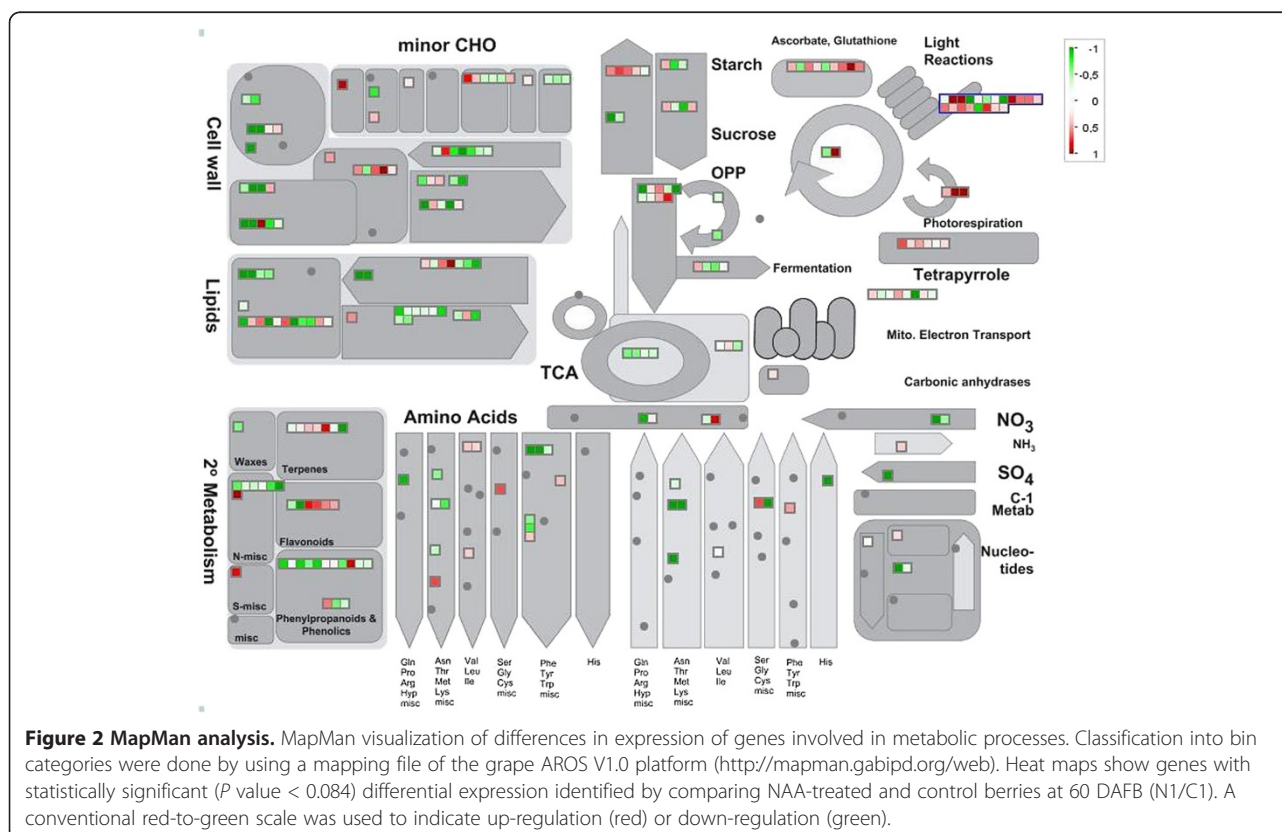 minor CHO
Cell wall
Lipids
2º Metabolism
Starch
Sucrose
OPP
Ascorbate, Glutathione
Light
Reactions
-1
-0,5
0
0,5
1
Photorespiration
Tetrapyrrole
Fermentation
Mito. Electron Transport
TCA
Carbonic anhydrases
Amino Acids
NO3
NH3
SO4
C-1
Metab
Nucleo-
tides
Waxes
Terpenes
Flavonoids
N-misc
S-misc
misc
Phenylpropanoids &
Phenolics
Gln
Pro
Arg
Hyp
misc
Asn
Thr
Met
Lys
misc
Val
Leu
Ile
Ser
Gly
Cys
misc
Phe
Tyr
Trp
misc
His
Gln
Pro
Arg
Hyp
misc
Asn
Thr
Met
Lys
misc
Val
Leu
Ile
Ser
Gly
Cys
misc
Phe
Tyr
Trp
misc
His
Figure 2 MapMan analysis. MapMan visualization of differences in expression of genes involved in metabolic processes. Classification into bin
categories were done by using a mapping file of the grape AROS V1.0 platform (http://mapman.gabipd.org/web). Heat maps show genes with
statistically significant (P value < 0.084) differential expression identified by comparing NAA-treated and control berries at 60 DAFB (N1/C1). A
conventional red-to-green scale was used to indicate up-regulation (red) or down-regulation (green).